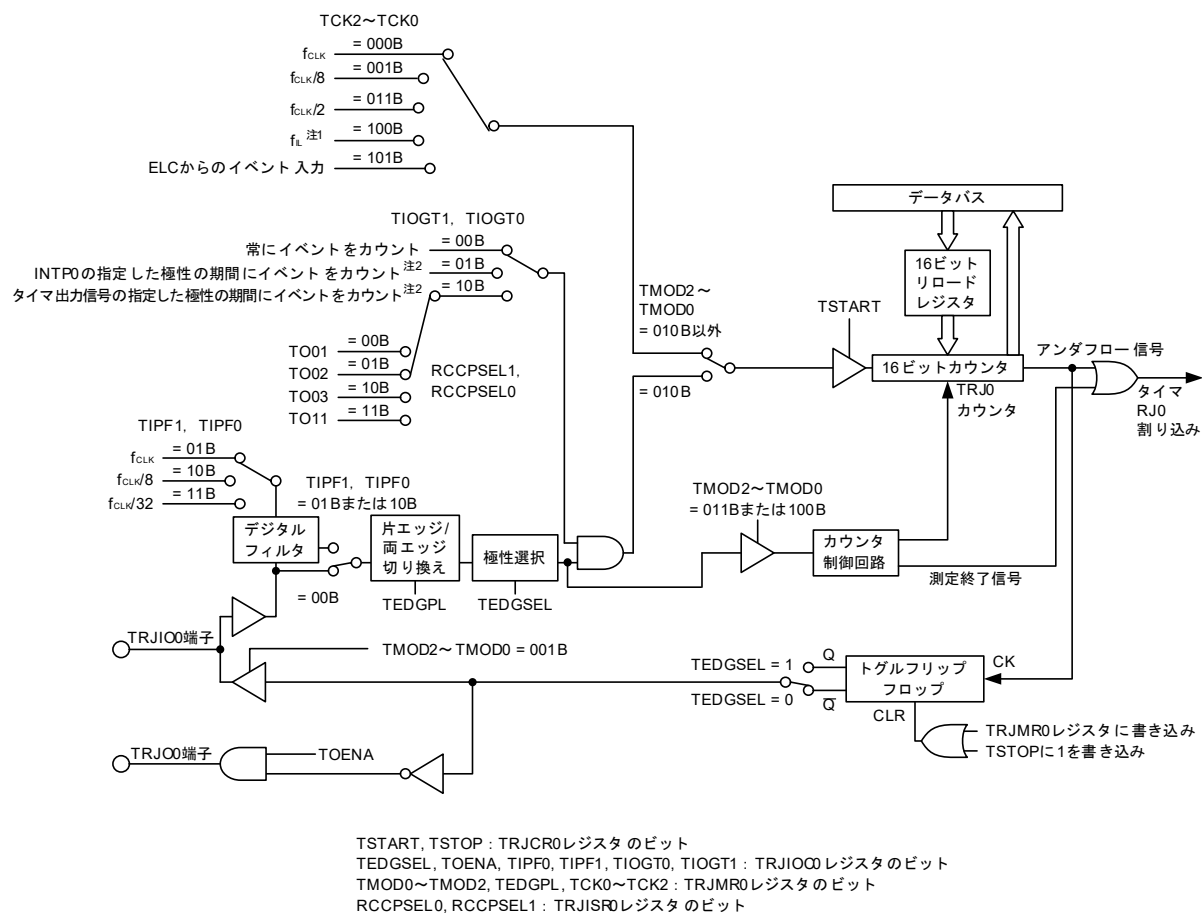 TCK2～TCK0
fCLK = 000B
fCLK/8 = 001B
fCLK/2 = 011B
fIL 注1 = 100B
ELCからのイベント入力 = 101B
TIOGT1, TIOGT0
常にイベントをカウント = 00B
INTP0の指定した極性の期間にイベントをカウント注2 = 01B
タイマ出力信号の指定した極性の期間にイベントをカウント注2 = 10B
TO01 = 00B
TO02 = 01B
TO03 = 10B
TO11 = 11B
RCCPSEL1,
RCCPSEL0
TMOD2～
TMOD0
= 010B以外
= 010B
TSTART
データバス
16ビット
リロード
レジスタ
16ビットカウンタ
TRJ0
カウンタ
アンダフロー信号
タイマ
RJ0
割り込み
TIPF1, TIPF0
fCLK = 01B
fCLK/8 = 10B
fCLK/32 = 11B
デジタル
フィルタ
TIPF1, TIPF0
= 01Bまたは10B
= 00B
片エッジ/
両エッジ
切り換え
TEDGPL
極性選択
TEDGSEL
TMOD2～TMOD0
= 011Bまたは100B
カウンタ
制御回路
測定終了信号
TRJIO0端子
TMOD2～TMOD0 = 001B
TEDGSEL = 1
TEDGSEL = 0
Q
Q
トグルフリップ
フロップ
CK
CLR
TRJMR0レジスタに書き込み
TSTOPに1を書き込み
TRJO0端子
TOENA
TSTART, TSTOP : TRJCR0レジスタのビット
TEDGSEL, TOENA, TIPF0, TIPF1, TIOGT0, TIOGT1 : TRJIOC0レジスタのビット
TMOD0～TMOD2, TEDGPL, TCK0～TCK2 : TRJMR0レジスタのビット
RCCPSEL0, RCCPSEL1 : TRJISR0レジスタのビット